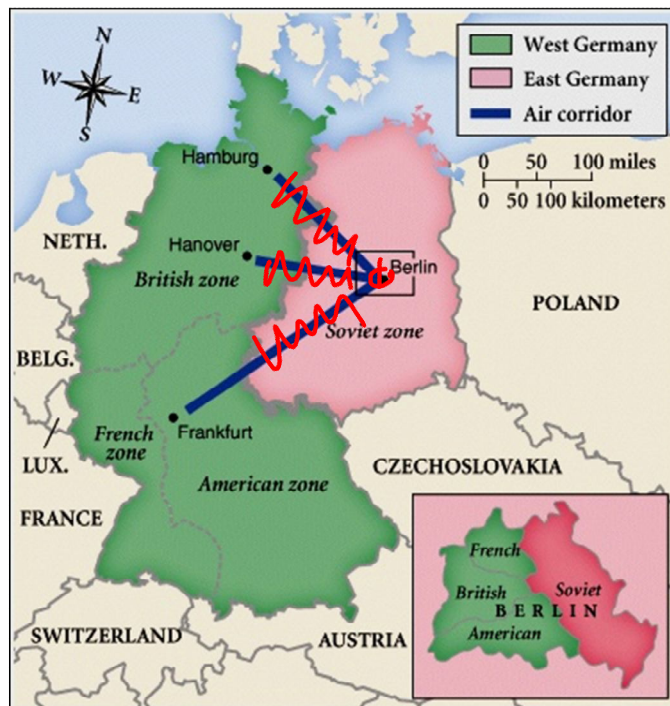 N
W
E
S
West Germany
East Germany
Air corridor
0 50 100 miles
0 50 100 kilometers
Hamburg
NETH.
Hanover
British zone
Berlin
Soviet zone
POLAND
BELG.
Frankfurt
French
zone
LUX.
American zone
CZECHOSLOVAKIA
FRANCE
SWITZERLAND
AUSTRIA
French
British
Soviet
BERLIN
American